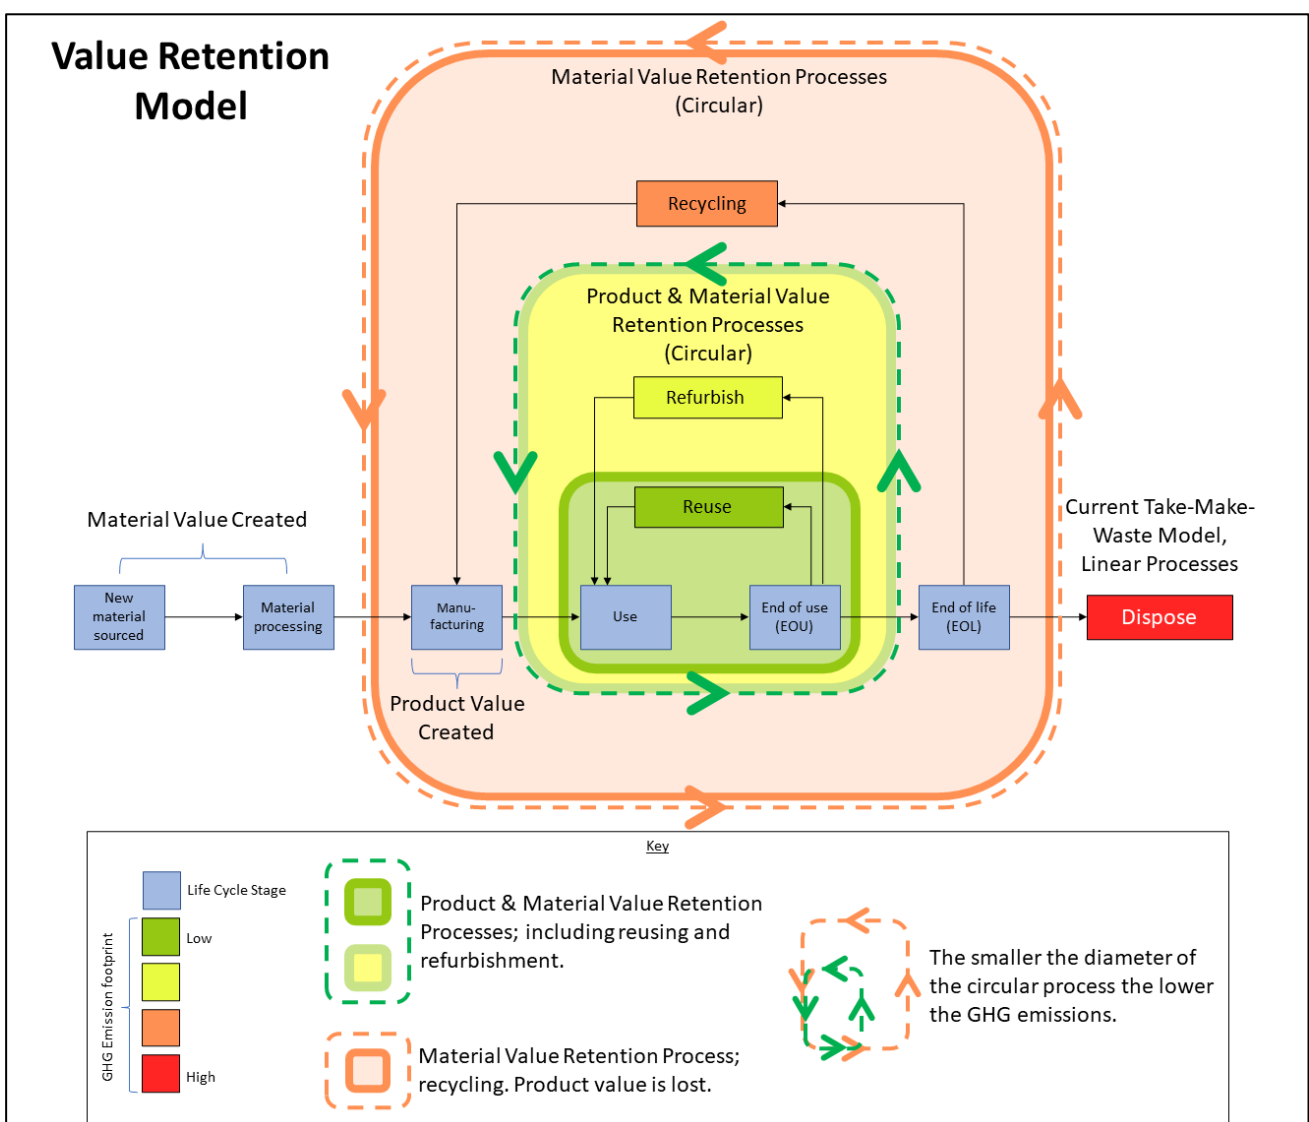 Value Retention
Model
Material Value Retention Processes
(Circular)
Recycling
Product & Material Value
Retention Processes
(Circular)
Refurbish
Reuse
Material Value Created
Current Take-Make-
Waste Model,
Linear Processes
New
material
sourced
Material
processing
Manu-
facturing
Use
End of use
(EOU)
End of life
(EOL)
Dispose
Product Value
Created
Key
Life Cycle Stage
GHG Emission footprint
Low
High
Product & Material Value Retention
Processes; including reusing and
refurbishment.
Material Value Retention Process;
recycling. Product value is lost.
The smaller the diameter of
the circular process the lower
the GHG emissions.